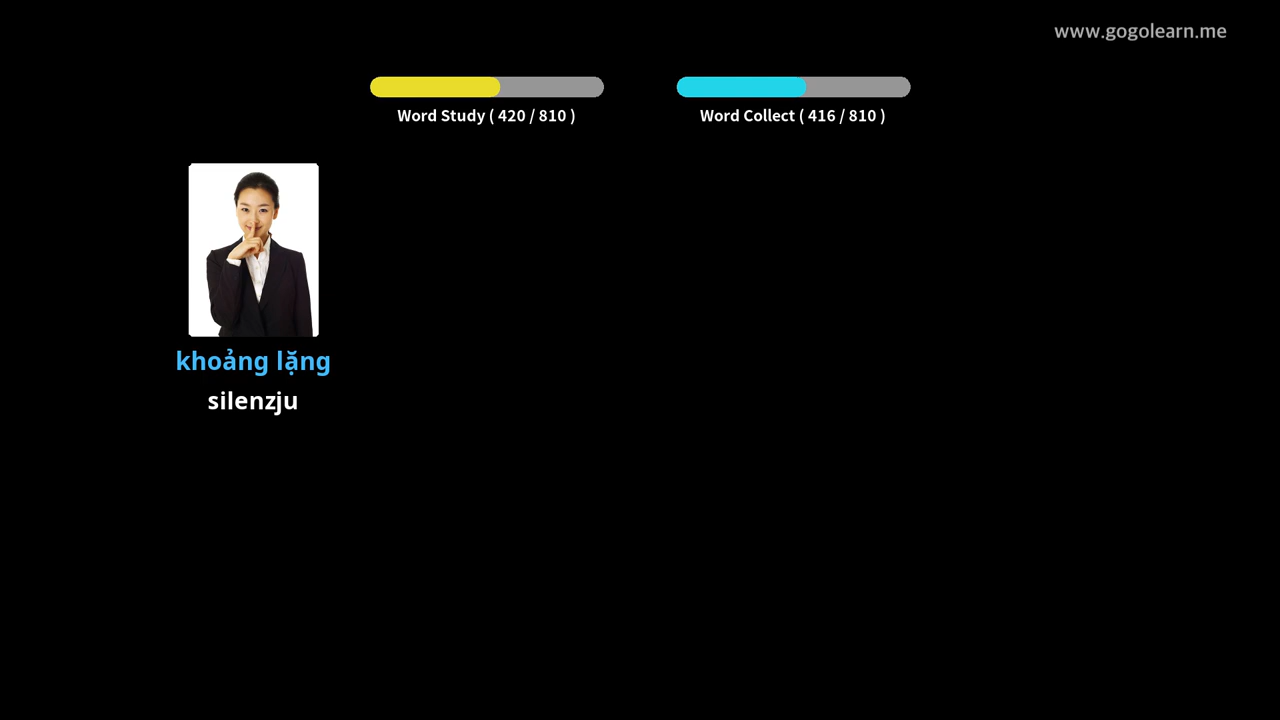 www.gogolearn.me
Word Study ( 420 / 810 )
Word Collect ( 416 / 810 )
khoảng lặng
silenzju